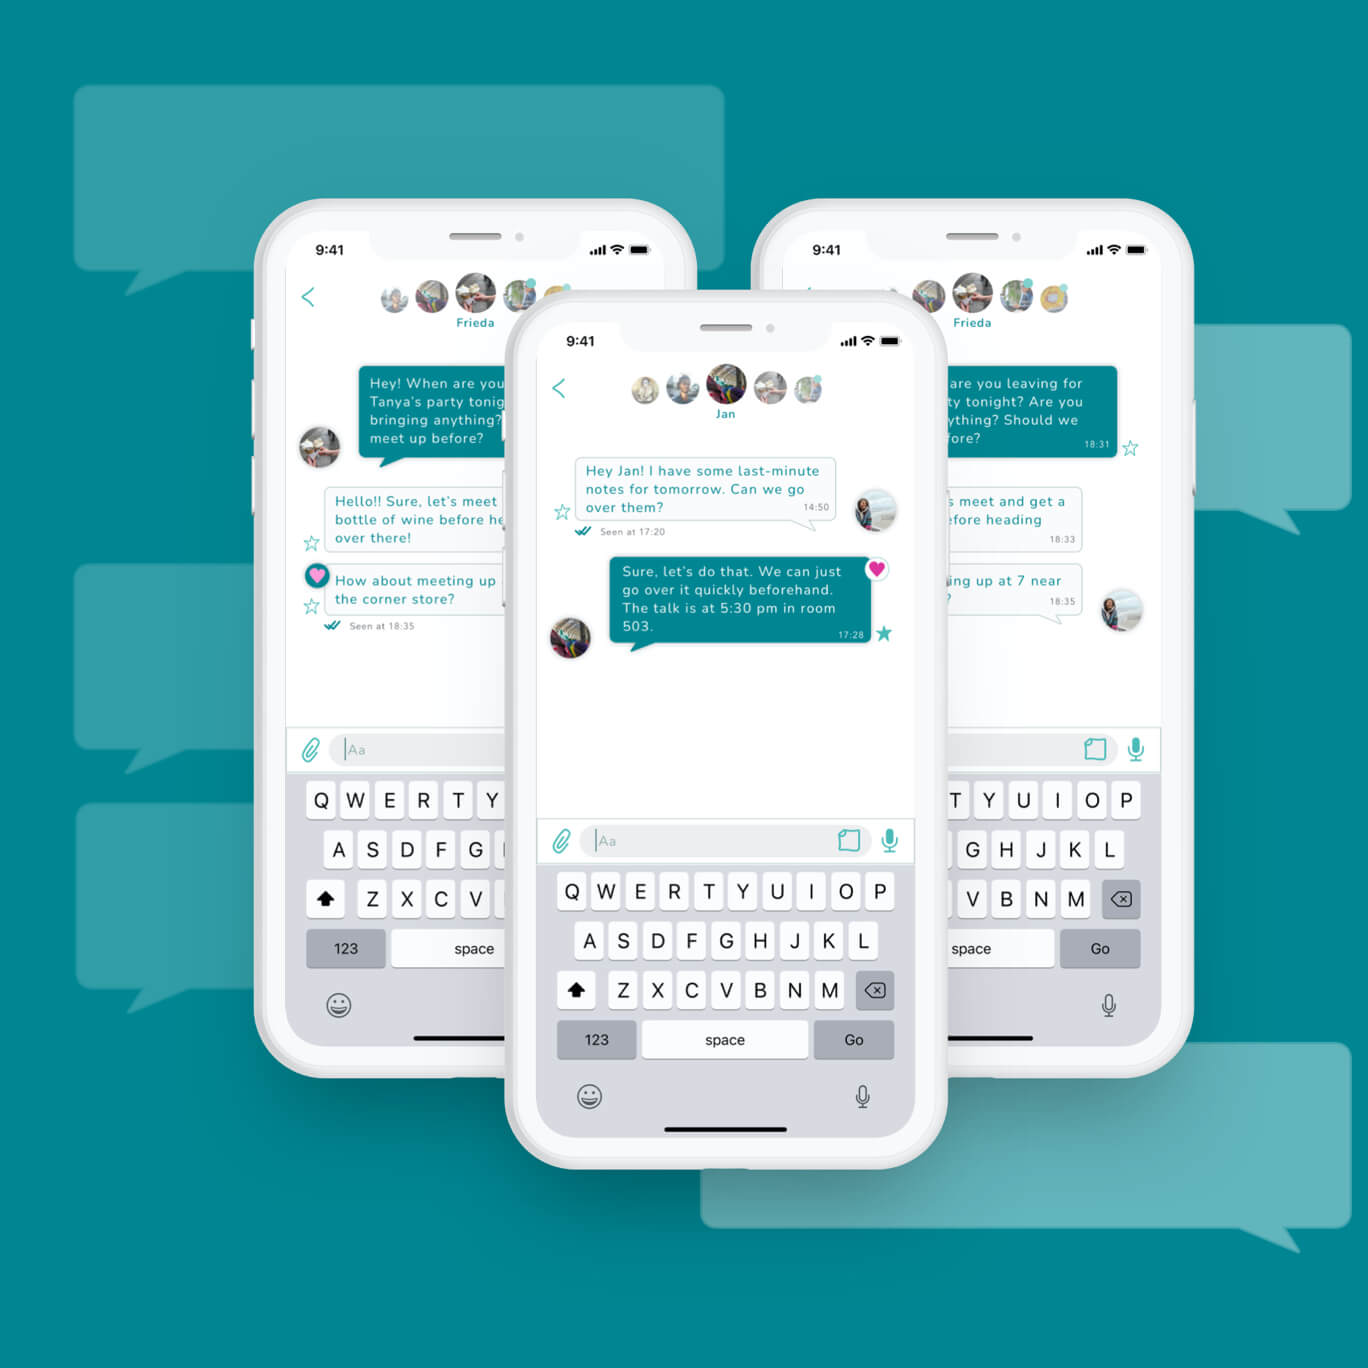 9:41
Frieda
Hey! When are you
Tanya's party tonig
bringing anything?
meet up before?
Hello!! Sure, let's meet
bottle of wine before he
over there!
How about meeting up
the corner store?
Seen at 18:35
Aa
Q W E R T Y
A S D F G
Z X C V
123 space
9:41
Jan
Hey Jan! I have some last-minute
notes for tomorrow. Can we go
over them? 14:50
Seen at 17:20
Sure, let's do that. We can just
go over it quickly beforehand.
The talk is at 5:30 pm in room
503.
17:28
Aa
Q W E R T Y U I O P
A S D F G H J K L
Z X C V B N M
123 space Go
9:41
Frieda
are you leaving for
ty tonight? Are you
ything? Should we
fore?
18:31
s meet and get a
efore heading
18:33
ing up at 7 near
?
18:35
T Y U I O P
G H J K L
V B N M
space Go